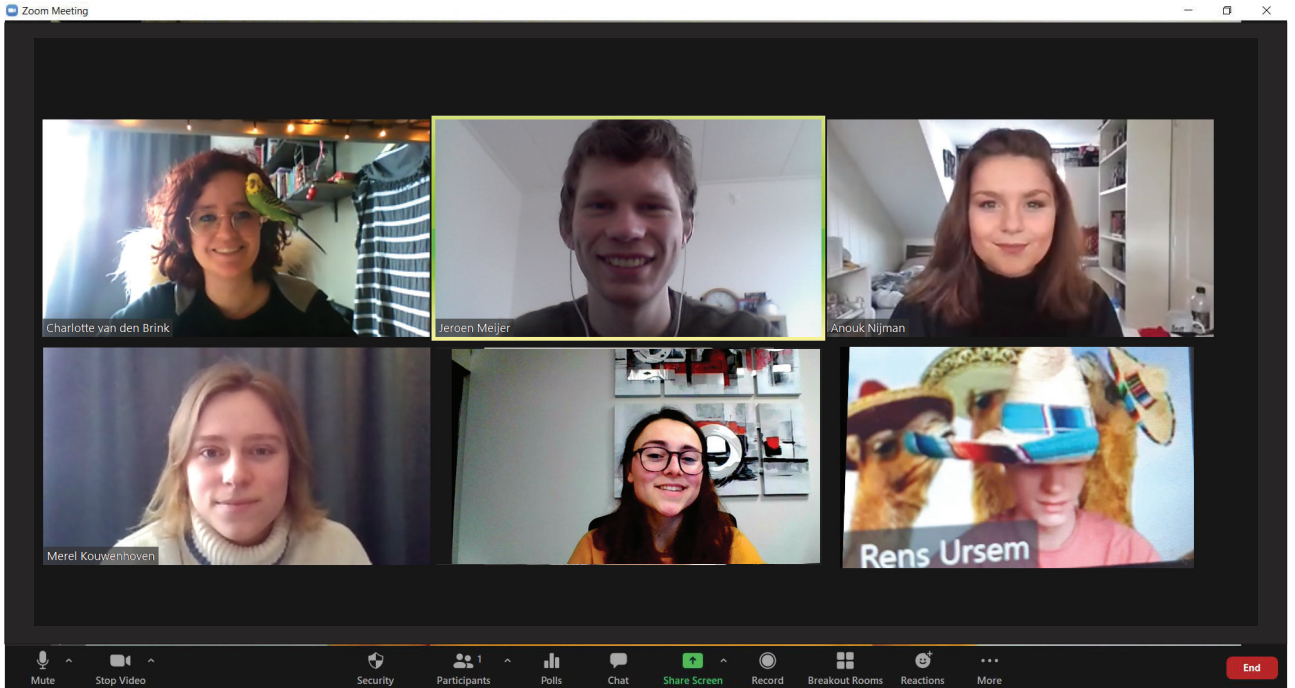 Zoom Meeting
Charlotte van den Brink
Jeroen Meijer
Anouk Nijman
Merel Kouwenhoven
Rens Ursem
Mute
Stop Video
Security
Participants
1
Polls
Chat
Share Screen
Record
Breakout Rooms
Reactions
More
End